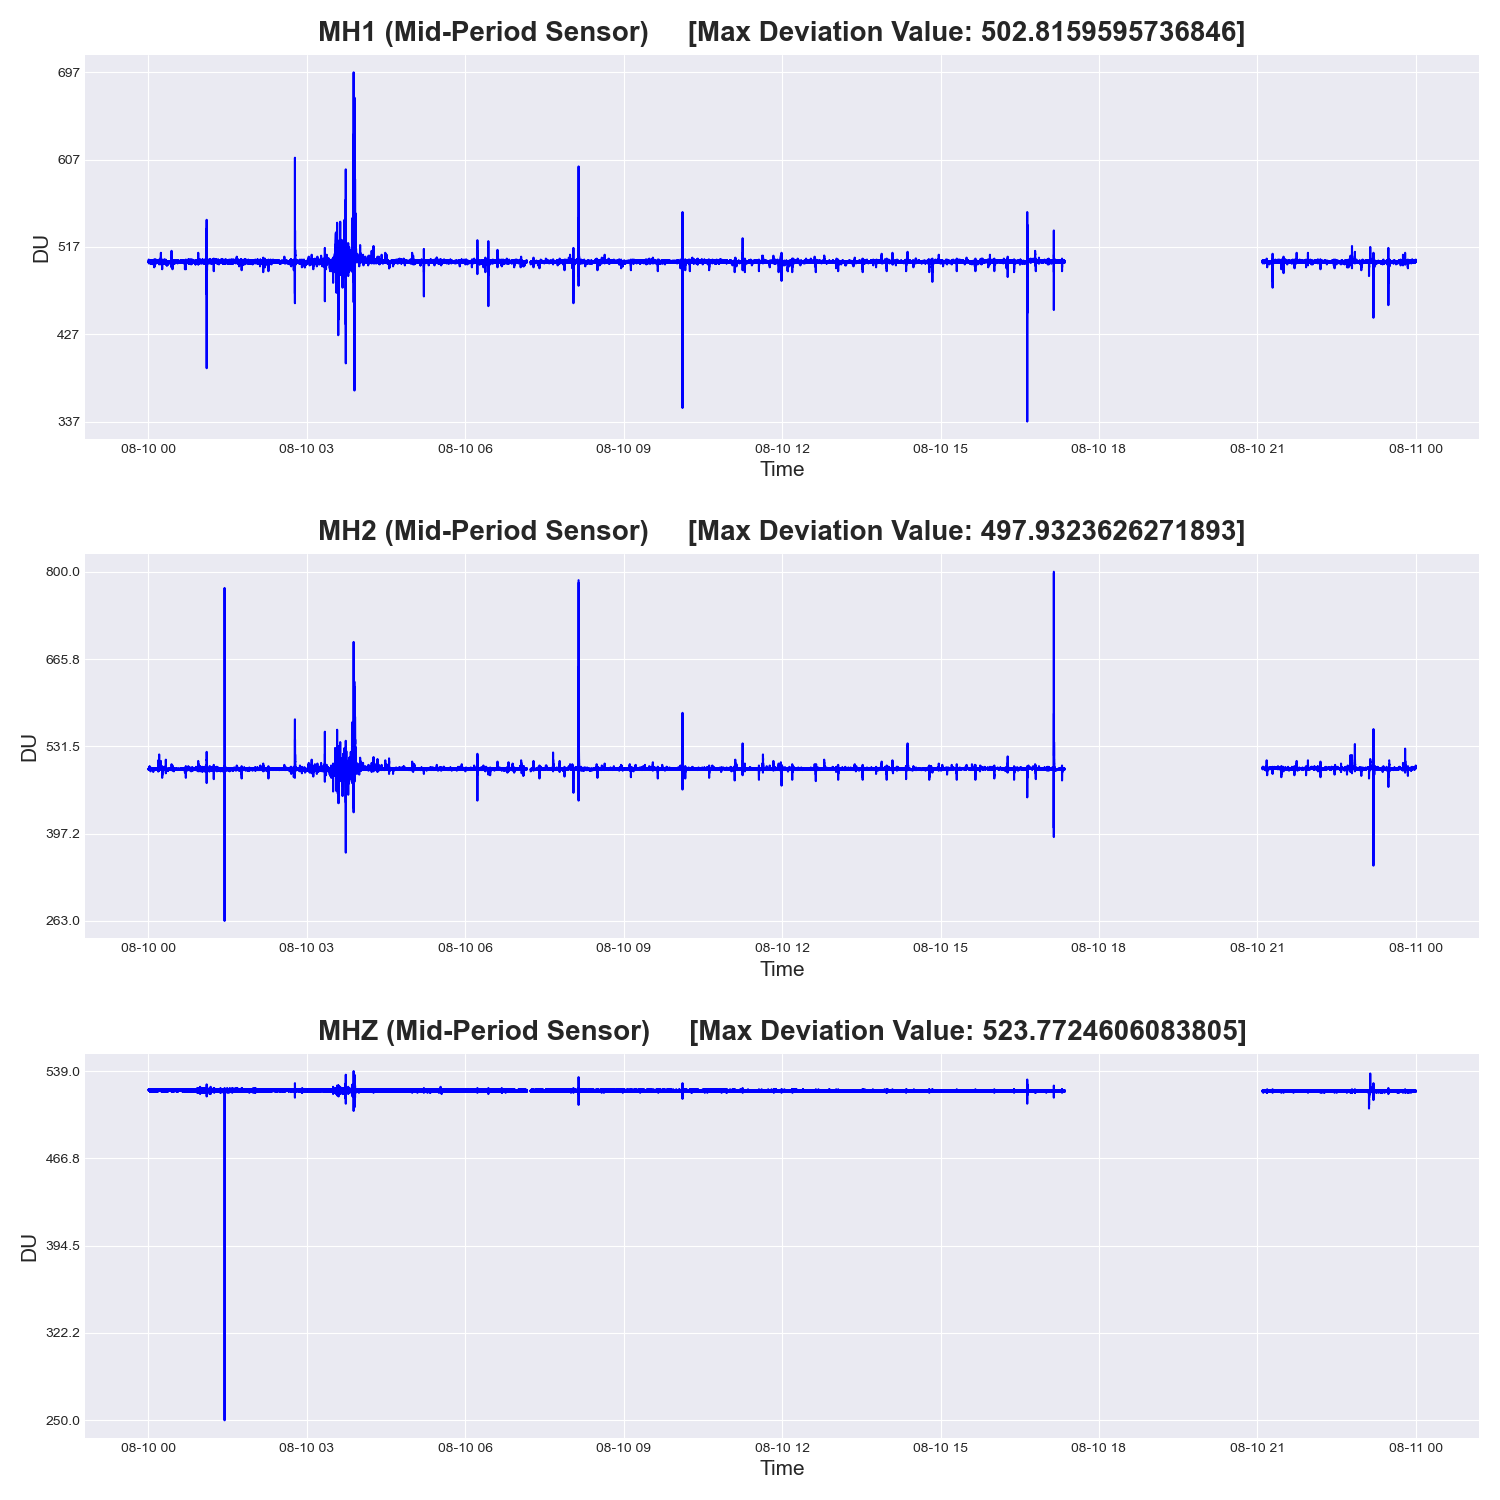 MH1 (Mid-Period Sensor) [Max Deviation Value: 502.8159595736846]
697
607
517
427
337
DU
08-10 00 08-10 03 08-10 06 08-10 09 08-10 12 08-10 15 08-10 18 08-10 21 08-11 00
Time
MH2 (Mid-Period Sensor) [Max Deviation Value: 497.9323626271893]
800.0
665.8
531.5
397.2
263.0
DU
08-10 00 08-10 03 08-10 06 08-10 09 08-10 12 08-10 15 08-10 18 08-10 21 08-11 00
Time
MHZ (Mid-Period Sensor) [Max Deviation Value: 523.7724606083805]
539.0
466.8
394.5
322.2
250.0
DU
08-10 00 08-10 03 08-10 06 08-10 09 08-10 12 08-10 15 08-10 18 08-10 21 08-11 00
Time